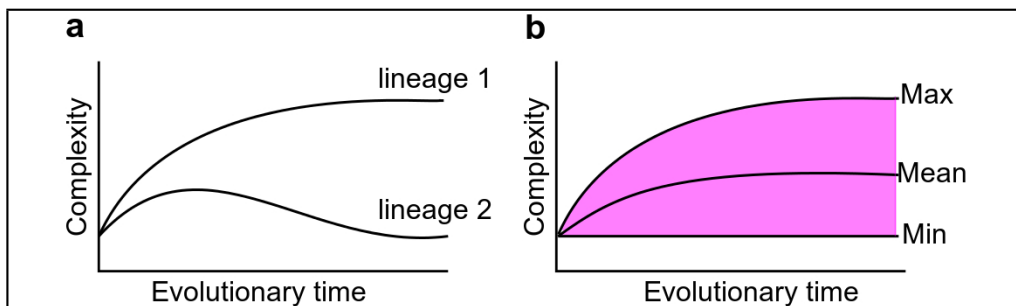 a
lineage 1
Complexity
lineage 2
Evolutionary time
b
Max
Complexity
Mean
Min
Evolutionary time